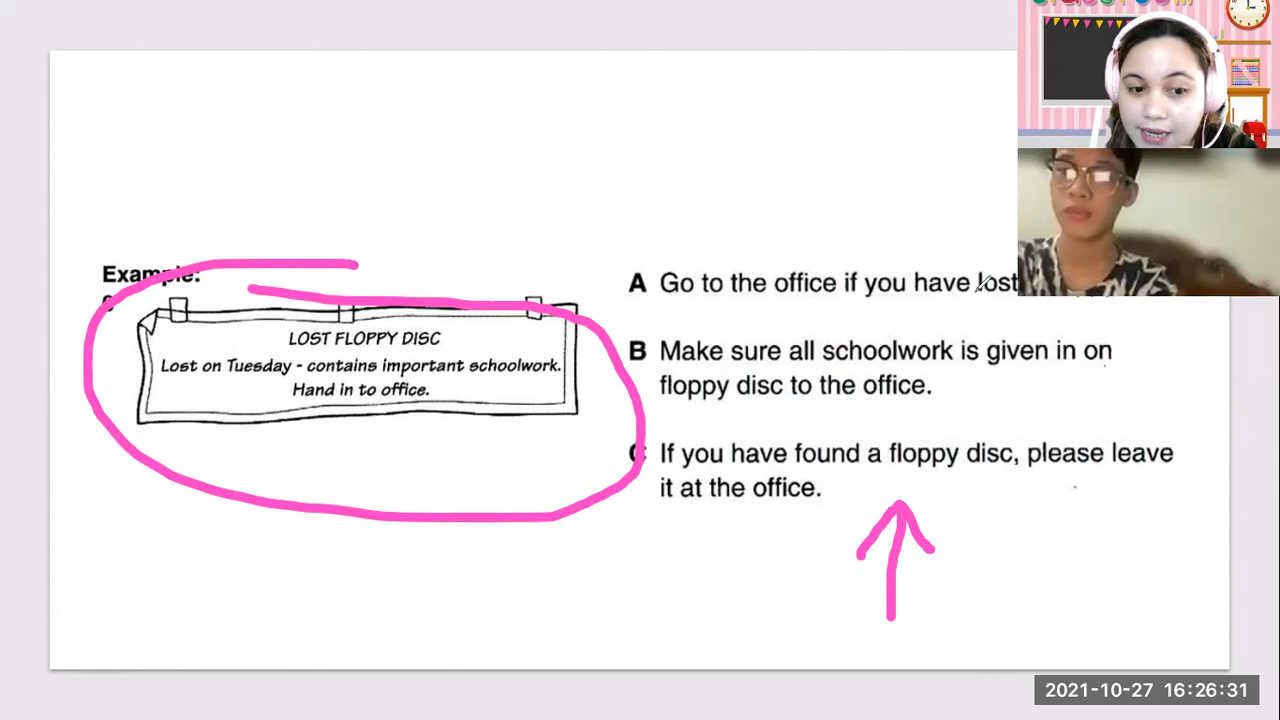 Example:
0
LOST FLOPPY DISC
Lost on Tuesday - contains important schoolwork.
Hand in to office.
A Go to the office if you have lost
B Make sure all schoolwork is given in on
floppy disc to the office.
C If you have found a floppy disc, please leave
it at the office.
2021-10-27 16:26:31